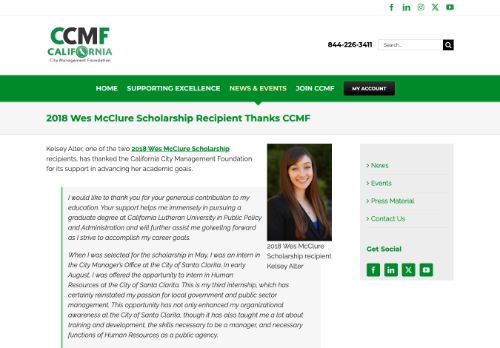 CCMF
CALIFORNIA
City Management Foundation
844-226-3411
Search...
HOME SUPPORTING EXCELLENCE NEWS & EVENTS JOIN CCMF MY ACCOUNT
2018 Wes McClure Scholarship Recipient Thanks CCMF
Kelsey Alter, one of the two 2018 Wes McClure Scholarship
recipients, has thanked the California City Management Foundation
for its support in advancing her academic goals.
I would like to thank you for your generous contribution to my
education. Your support helps me immensely in pursuing a
graduate degree at California Lutheran University in Public Policy
and Administration and will further assist me going
forward
as I strive to accomplish my career goals.
When I was selected for the scholarship in May, I was an intern in
the City Manager's Office at the City of Santa Clarita. In early
August, I was offered the opportunity to intern in Human
Resources at the City of Santa Clarita. This is my third internship, which has
certainly reinstated my passion for local government and public sector
management. This opportunity has not only enhanced my organizational
awareness at the City of Santa Clarita, though it has also taught me a lot about
training and development, the skills necessary to be a manager, and necessary
functions of Human Resources as a public agency.
2018 Wes McClure
Scholarship recipient
Kelsey Alter
> News
> Events
> Press Material
> Contact Us
Get Social